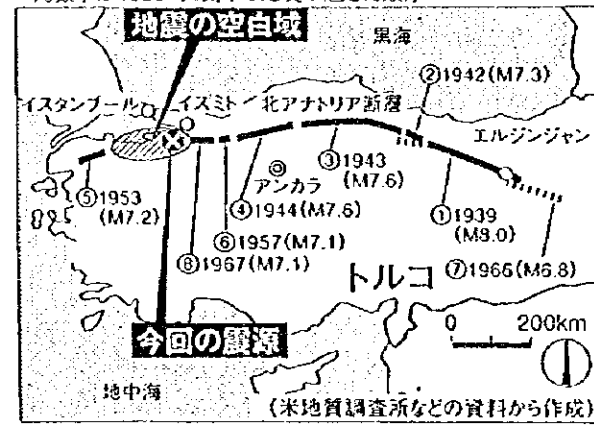 地震の空白域
黒海
②1942(M7.3)
イスタンブール
イズミト
北アナトリア断層
エルジンジャン
アンカラ
③1943
(M7.6)
⑤1953
(M7.2)
④1944(M7.6)
①1939
(M8.0)
⑥1957(M7.1)
⑧1967(M7.1)
トルコ
⑦1966(M6.8)
今回の震源
0 200km
地中海
(米地質調査所などの資料から作成)